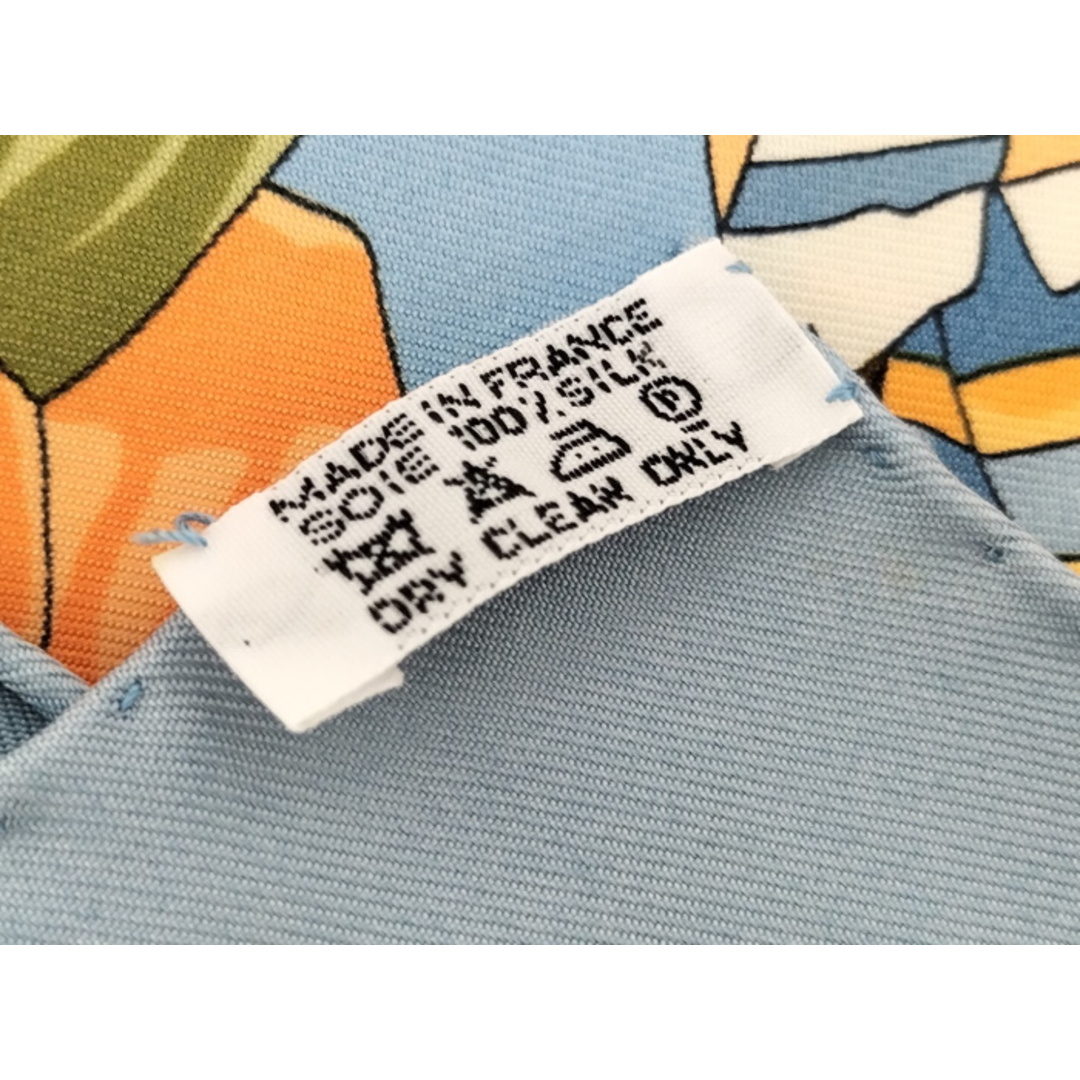 MADE IN FRANCE
SOIE 100% SILK
P
DRY CLEAN ONLY